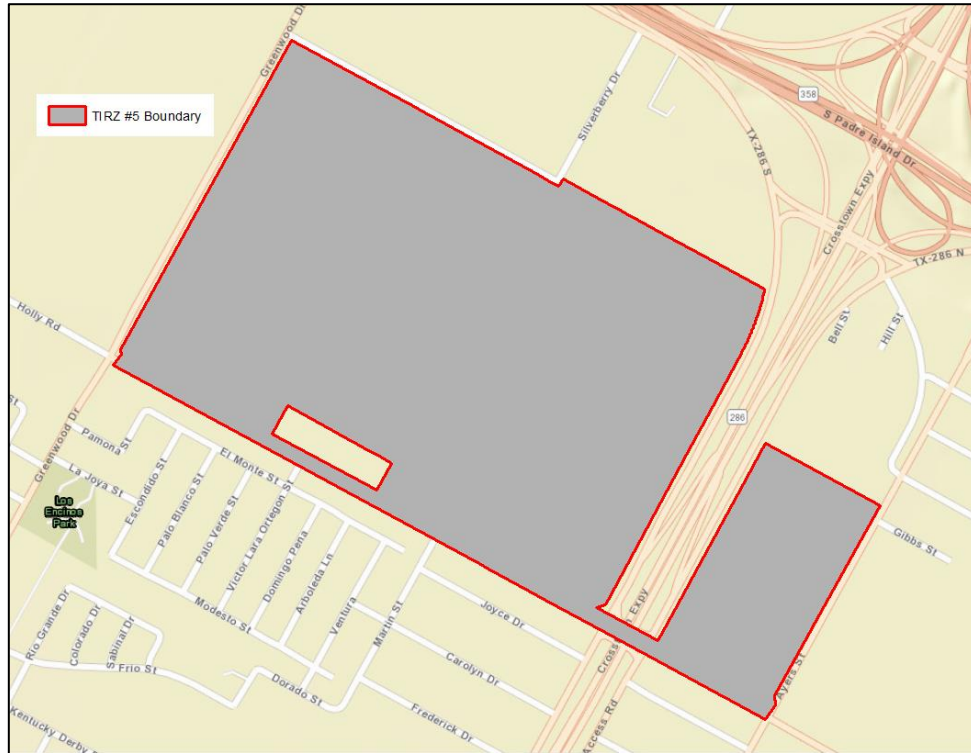 Greenwood Dr
TIRZ #5 Boundary
Silverberry Dr
358
S Padre Island Dr
TX-286 S
Crosstown Expy
TX-286 N
Holly Rd
Bell St
Hill St
286
Greenwood Dr
St
Pamona St
La Joya St
El Monte St
Los
Encinos
Park
Escondido St
Palo Blanco St
Palo Verde St
Victor Lara Ortegon St
Domingo Pena
Arboleda Ln
Ventura
Martin St
Modesto St
Gibbs St
Joyce Dr
Carolyn Dr
Frederick Dr
Dorado St
Rio Grande Dr
Colorado Dr
Sabinal Dr
Frio St
Kentucky Derby
Expy
Access Rd
Ayers St